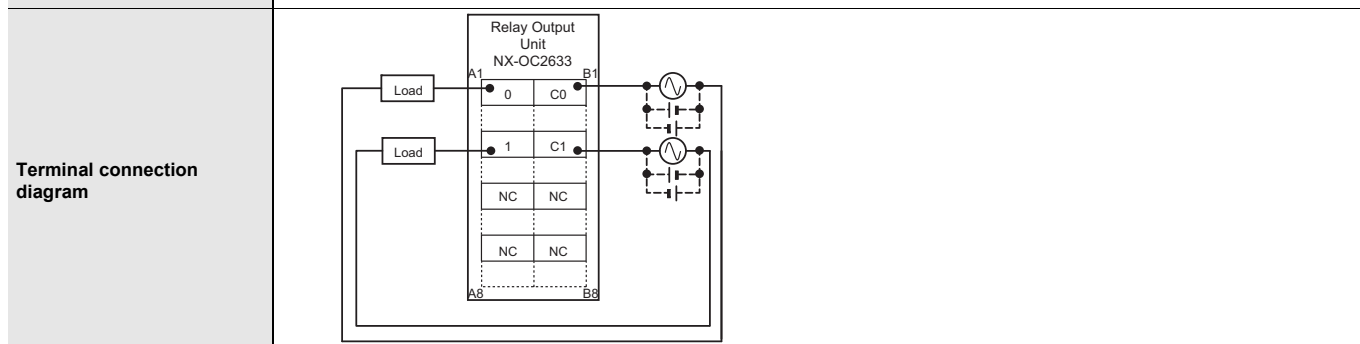 Terminal connection
diagram
Relay Output
Unit
NX-OC2633
A1 B1
Load 0 C0
Load 1 C1
NC NC
NC NC
A8 B8